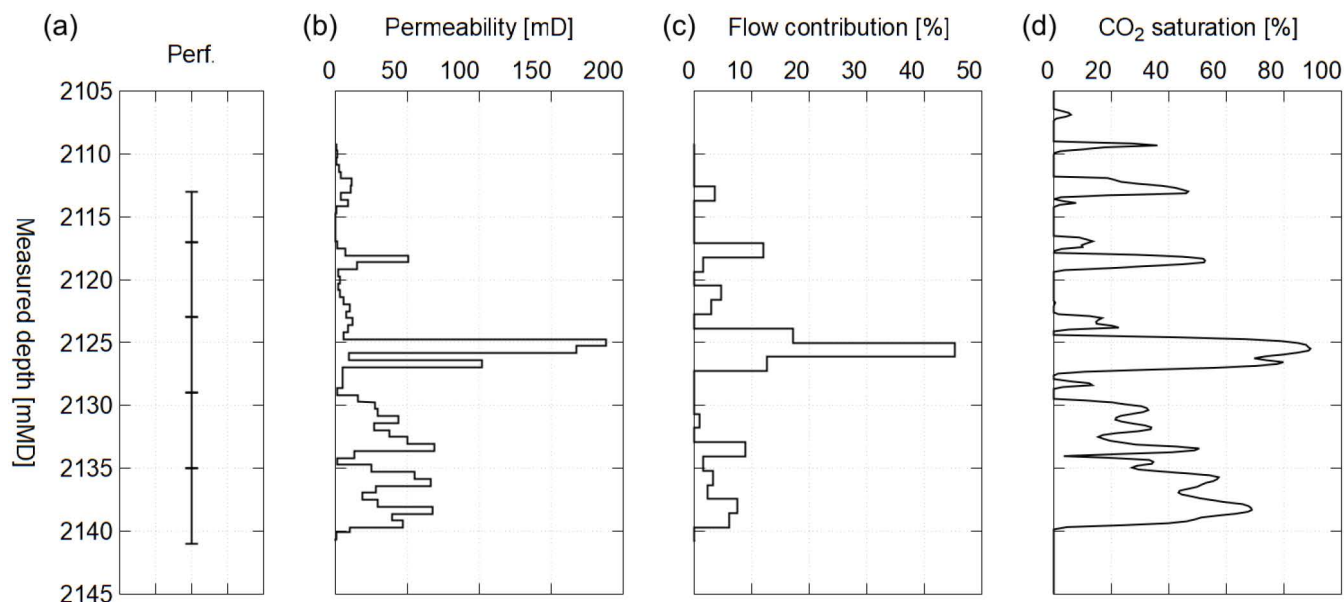 (a)
Perf.
(b) Permeability [mD]
0 50 100 150 200
(c) Flow contribution [%]
0 10 20 30 40 50
(d) CO₂ saturation [%]
0 20 40 60 80 100
Measured depth [mMD]
2105
2110
2115
2120
2125
2130
2135
2140
2145